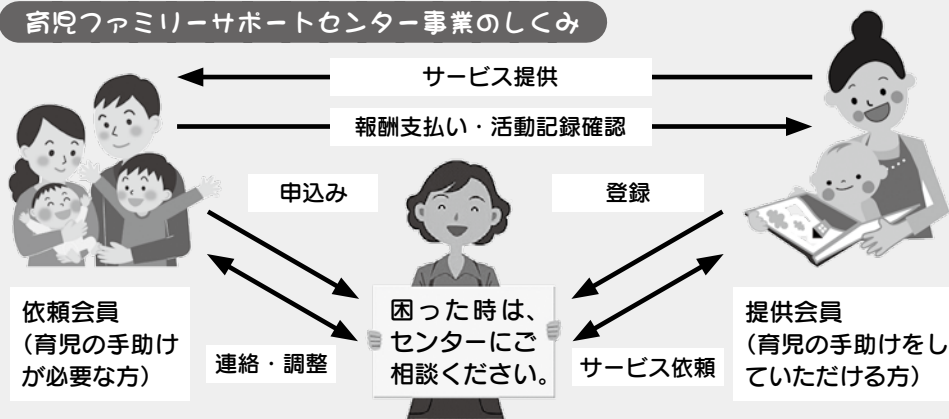 育児ファミリーサポートセンター事業のしくみ
サービス提供
報酬支払い・活動記録確認
申込み
登録
依頼会員
（育児の手助け
が必要な方）
連絡・調整
困った時は、
センターにご
相談ください。
サービス依頼
提供会員
（育児の手助けをし
ていただける方）